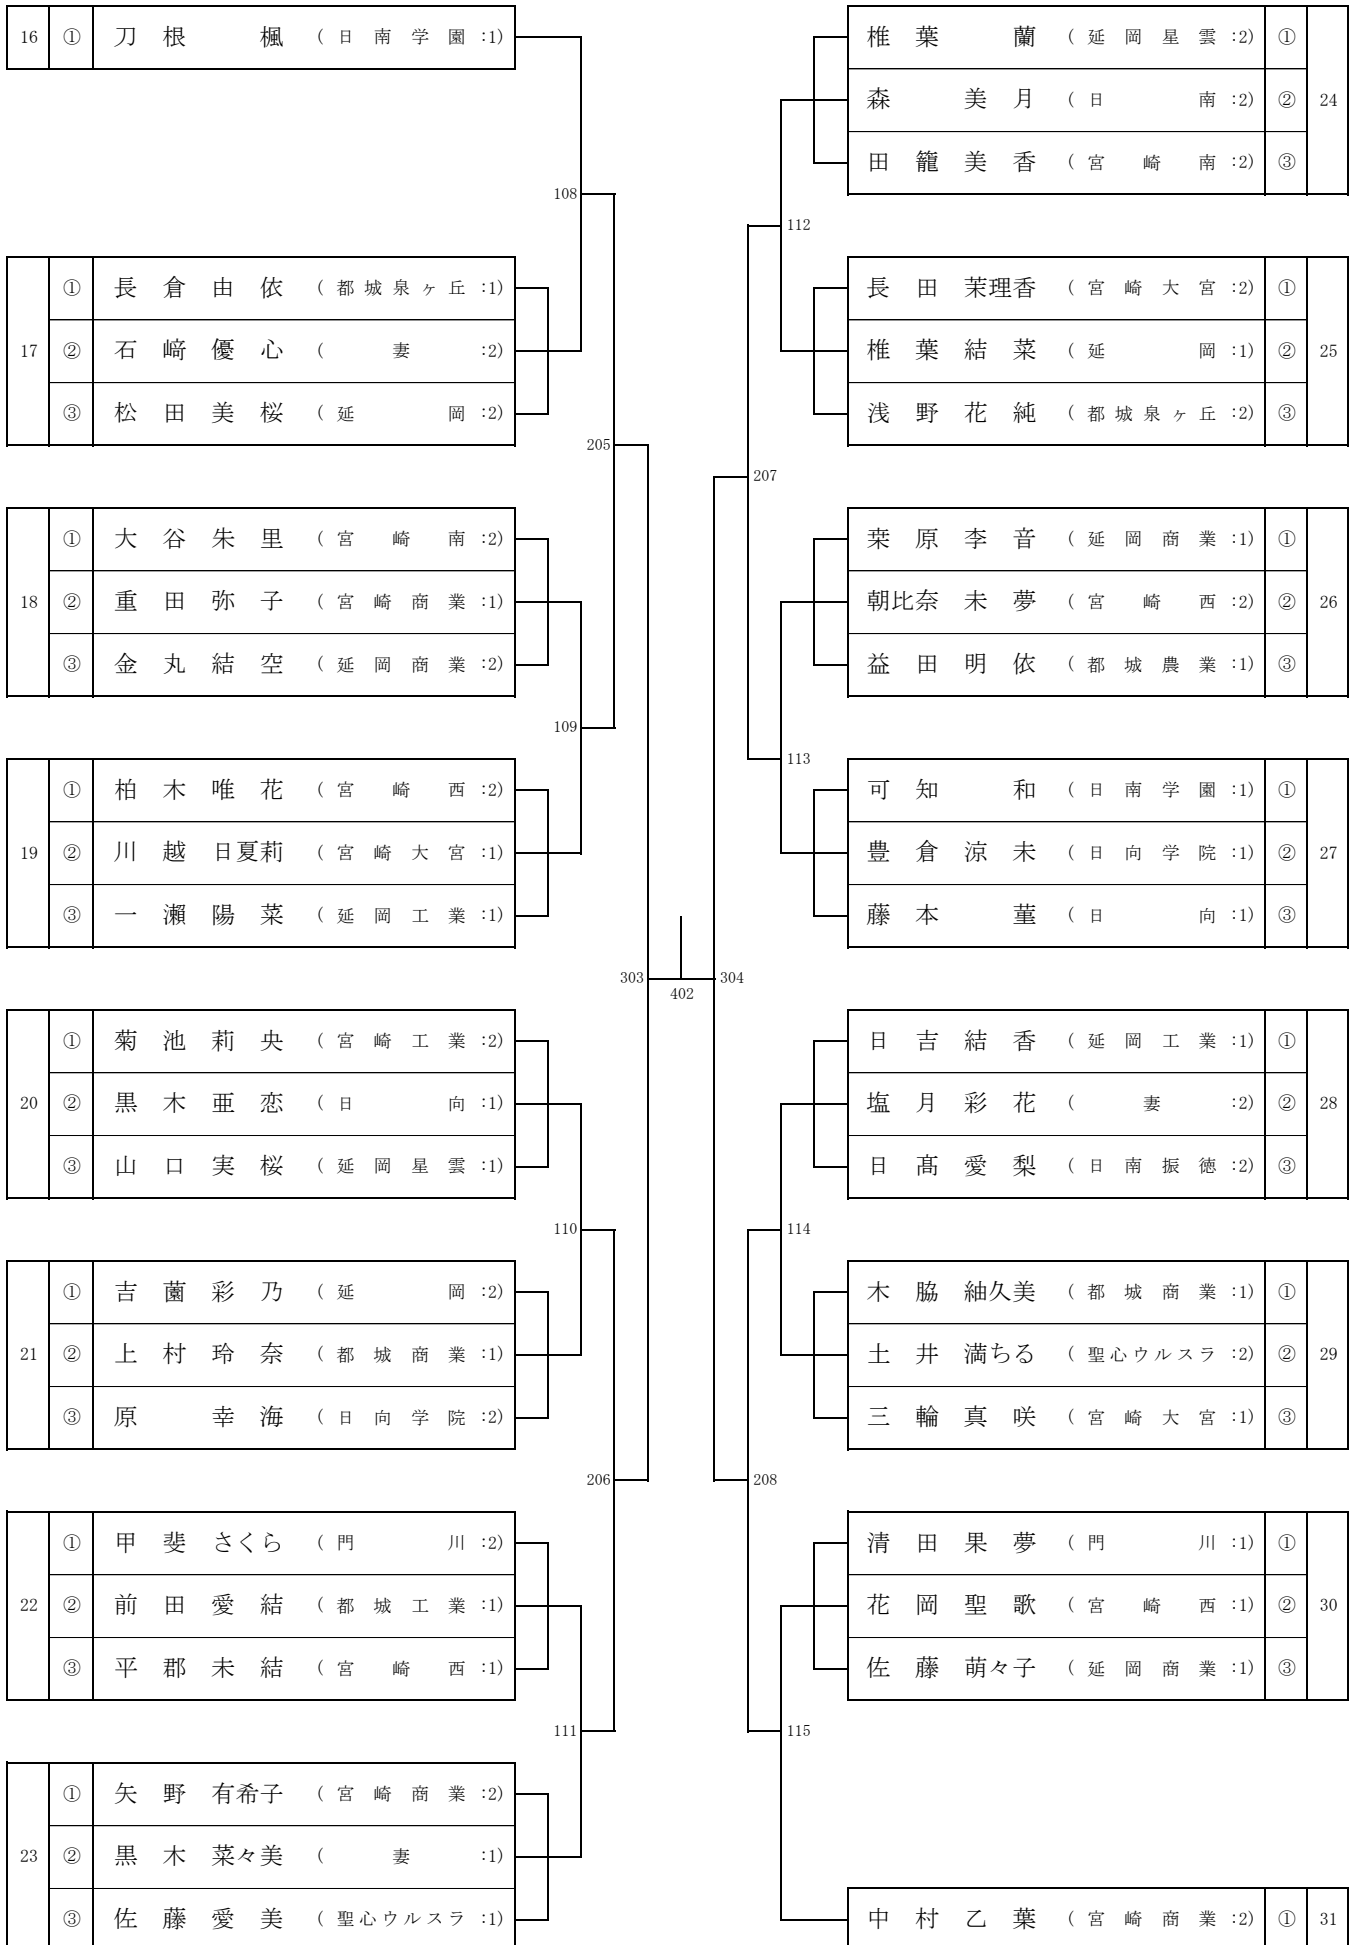 16 ① 刀根 楓 (日南学園:1)
108
17
① 長倉由依 (都城泉ヶ丘:1)
② 石﨑優心 (妻:2)
③ 松田美桜 (延岡:2)
205
18
① 大谷朱里 (宮崎南:2)
② 重田弥子 (宮崎商業:1)
③ 金丸結空 (延岡商業:2)
109
19
① 柏木唯花 (宮崎西:2)
② 川越日夏莉 (宮崎大宮:1)
③ 一瀬陽菜 (延岡工業:1)
303
402
20
① 菊池莉央 (宮崎工業:2)
② 黒木亜恋 (日向:1)
③ 山口実桜 (延岡星雲:1)
110
21
① 吉薗彩乃 (延岡:2)
② 上村玲奈 (都城商業:1)
③ 原 幸海 (日向学院:2)
206
22
① 甲斐さくら (門川:2)
② 前田愛結 (都城工業:1)
③ 平郡未結 (宮崎西:1)
111
23
① 矢野有希子 (宮崎商業:2)
② 黒木菜々美 (妻:1)
③ 佐藤愛美 (聖心ウルスラ:1)
椎葉 蘭 (延岡星雲:2) ①
森 美月 (日南:2) ②
田籠美香 (宮崎南:2) ③
24
112
長田茉理香 (宮崎大宮:2) ①
椎葉結菜 (延岡:1) ②
浅野花純 (都城泉ヶ丘:2) ③
25
207
桒原李音 (延岡商業:1) ①
朝比奈未夢 (宮崎西:2) ②
益田明依 (都城農業:1) ③
26
113
可知 和 (日南学園:1) ①
豊倉涼未 (日向学院:1) ②
藤本 菫 (日向:1) ③
27
304
日吉結香 (延岡工業:1) ①
塩月彩花 (妻:2) ②
日髙愛梨 (日南振徳:2) ③
28
114
木脇紬久美 (都城商業:1) ①
土井満ちる (聖心ウルスラ:2) ②
三輪真咲 (宮崎大宮:1) ③
29
208
清田果夢 (門川:1) ①
花岡聖歌 (宮崎西:1) ②
佐藤萌々子 (延岡商業:1) ③
30
115
中村乙葉 (宮崎商業:2) ① 31